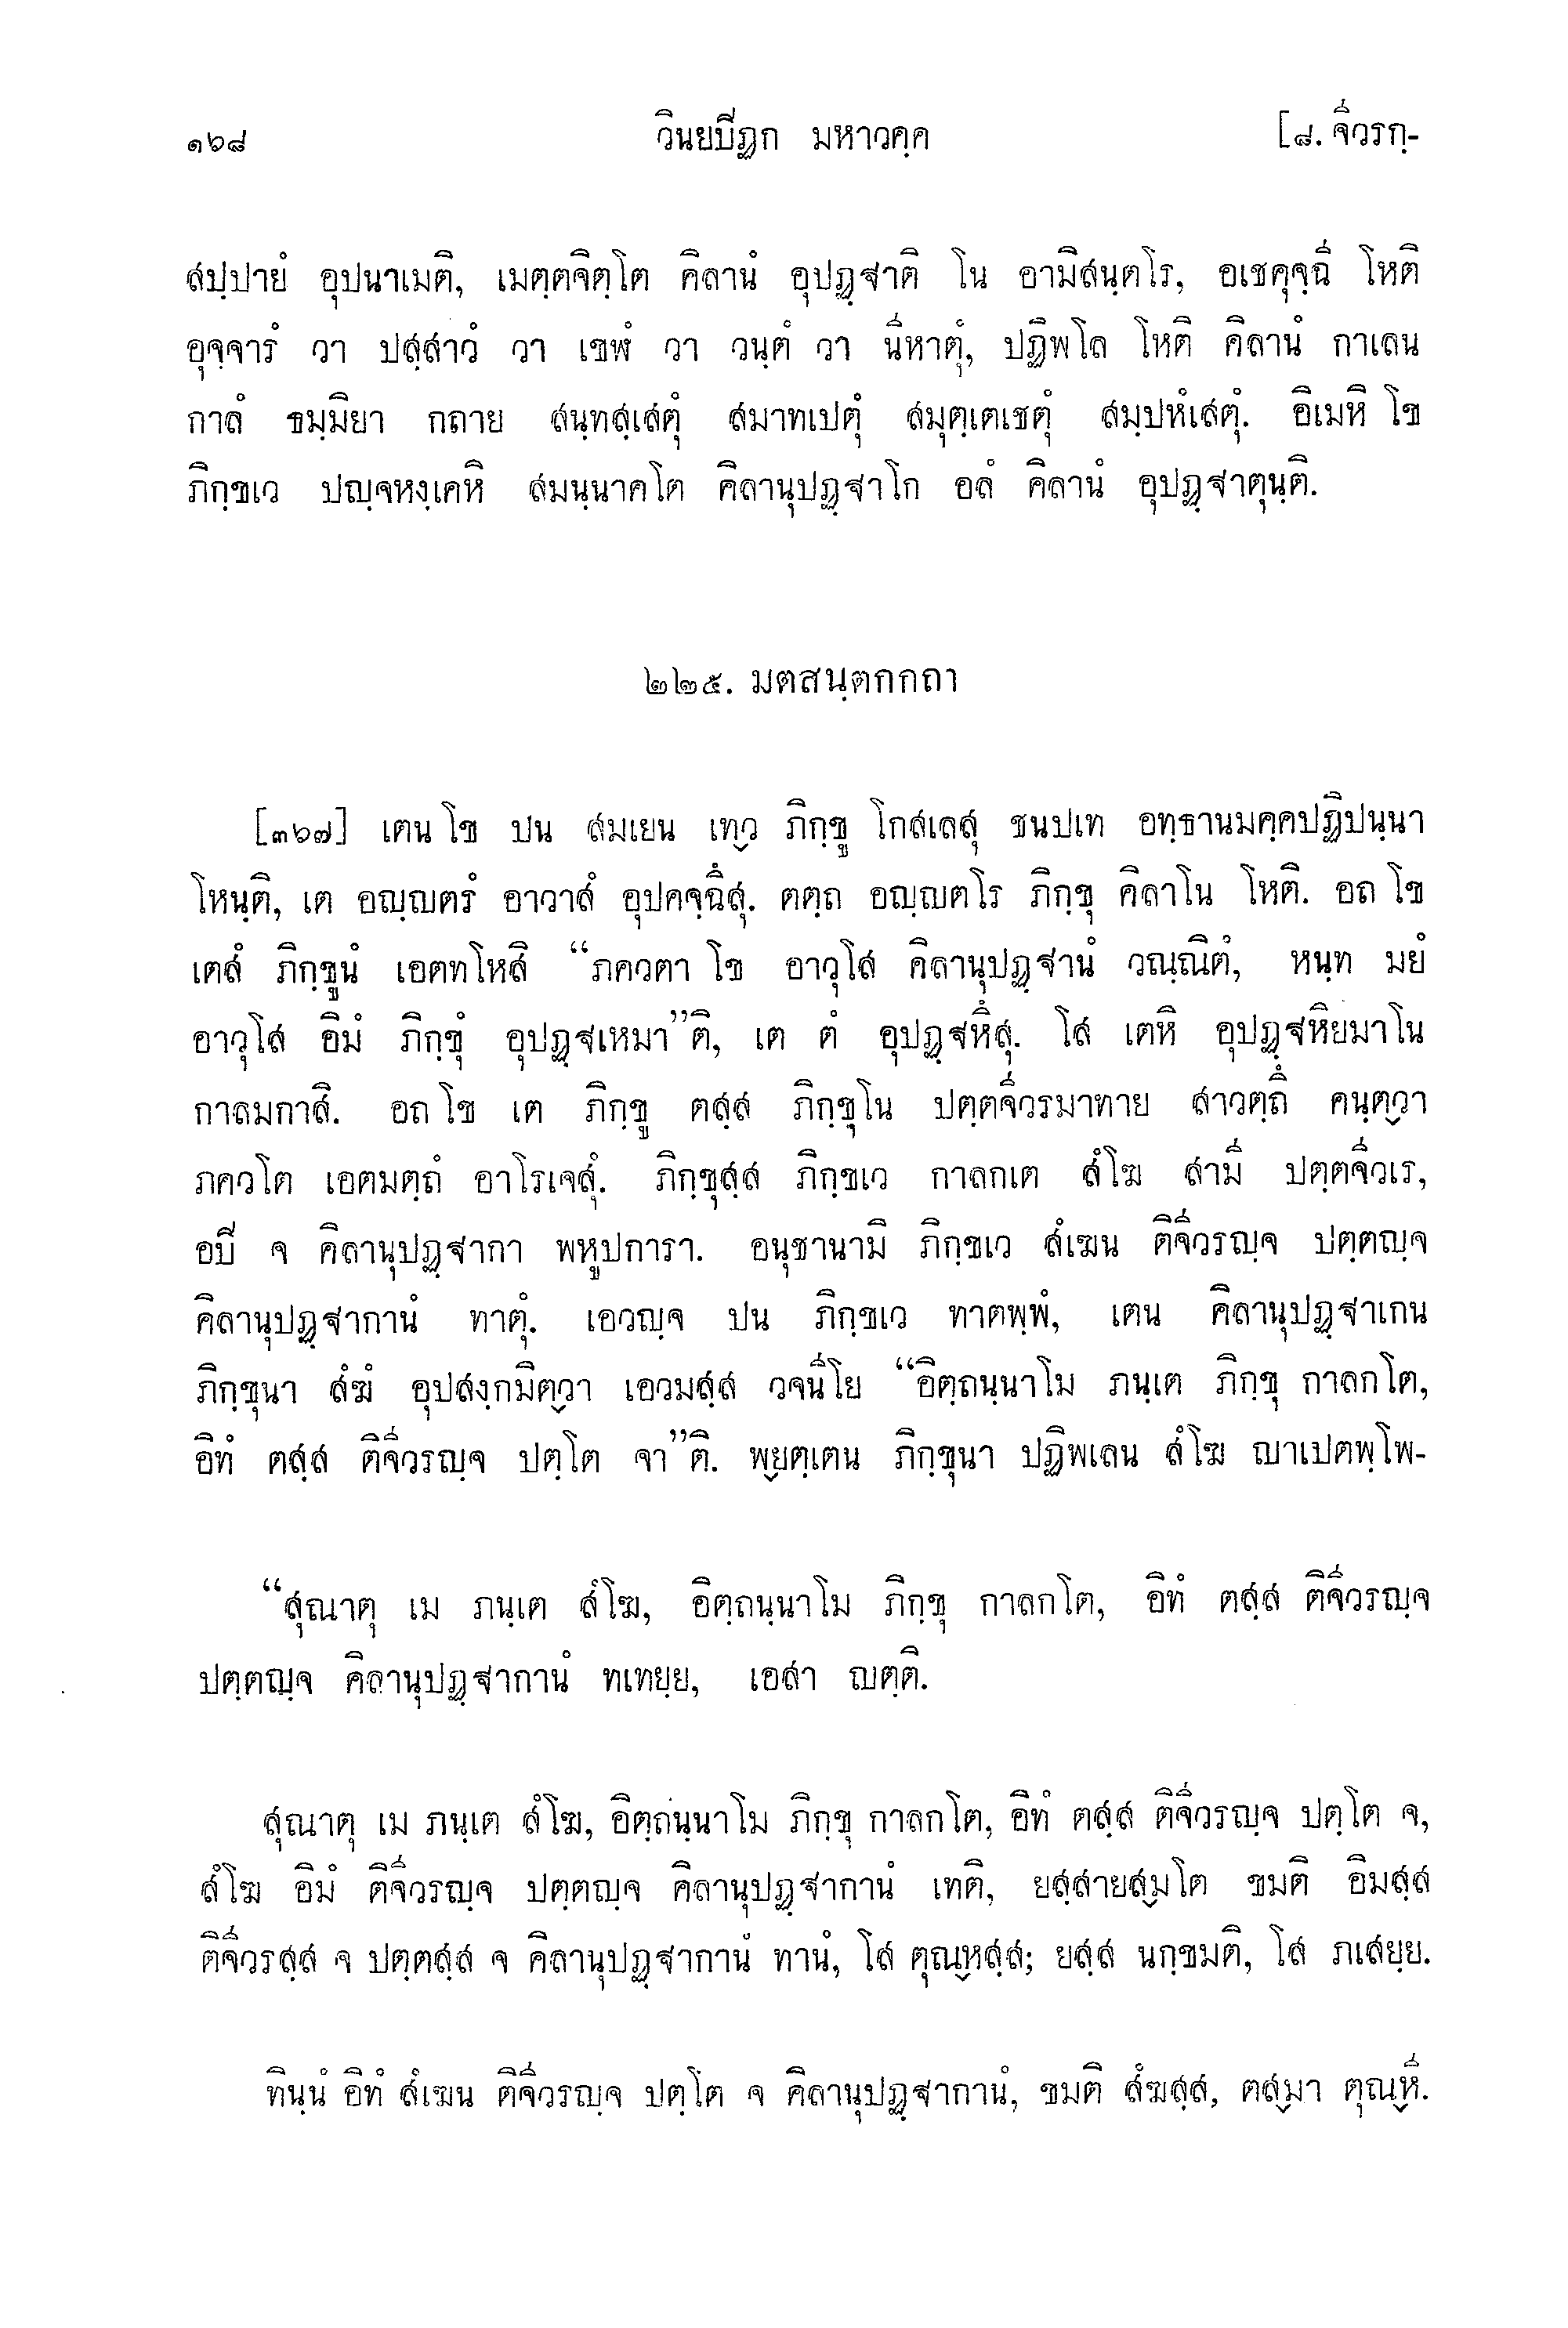 ๑๖๘ วินยปิฏก มหาวคฺค [๘. จีวรกฺ-
สปฺปายํ อุปนาเมติ, เมตฺตจิตฺโต คิลานํ อุปฏฺฐาติ โน อามิสนฺตโร, อเชคุจฺฉี โหติ
อุจฺจารํ วา ปสฺสาวํ วา เขฬํ วา วนฺตํ วา นีหาตุํ, ปฏิพโล โหติ คิลานํ กาเลน
กาลํ ธมฺมิยา กถาย สนฺทสฺเสตุํ สมาทเปตุํ สมุตฺเตเชตุํ สมฺปหํเสตุํ. อิเมหิ โข
ภิกฺขเว ปญฺจหงฺเคหิ สมนฺนาคโต คิลานุปฏฺฐาโก อลํ คิลานํ อุปฏฺฐาตุนฺติ.
๒๒๕. มตสนฺตกกถา
[๓๖๗] เตน โข ปน สมเยน เทฺว ภิกฺขู โกสเลสุ ชนปเท อทฺธานมคฺคปฏิปนฺนา
โหนฺติ, เต อญฺญตรํ อาวาสํ อุปคจฺฉึสุ. ตตฺถ อญฺญตโร ภิกฺขุ คิลาโน โหติ. อถ โข
เตสํ ภิกฺขูนํ เอตทโหสิ “ภควตา โข อาวุโส คิลานุปฏฺฐานํ วณฺณิตํ, หนฺท มยํ
อาวุโส อิมํ ภิกฺขุํ อุปฏฺฐเหมา”ติ, เต ตํ อุปฏฺฐหึสุ. โส เตหิ อุปฏฺฐหิยมาโน
กาลมกาสิ. อถ โข เต ภิกฺขู ตสฺส ภิกฺขุโน ปตฺตจีวรมาทาย สาวตฺถึ คนฺตฺวา
ภควโต เอตมตฺถํ อาโรเจสุํ. ภิกฺขุสฺส ภิกฺขเว กาลกเต สํโฆ สามี ปตฺตจีวเร,
อปิ จ คิลานุปฏฺฐากา พหูปการา. อนุชานามิ ภิกฺขเว สํเฆน ติจีวรญฺจ ปตฺตญฺจ
คิลานุปฏฺฐากานํ ทาตุํ. เอวญฺจ ปน ภิกฺขเว ทาตพฺพํ, เตน คิลานุปฏฺฐาเกน
ภิกฺขุนา สํฆํ อุปสงฺกมิตฺวา เอวมสฺส วจนีโย “อิตฺถนฺนาโม ภนฺเต ภิกฺขุ กาลกโต,
อิทํ ตสฺส ติจีวรญฺจ ปตฺโต จา”ติ. พฺยตฺเตน ภิกฺขุนา ปฏิพเลน สํโฆ ญาเปตพฺโพ-
“สุณาตุ เม ภนฺเต สํโฆ, อิตฺถนฺนาโม ภิกฺขุ กาลกโต, อิทํ ตสฺส ติจีวรญฺจ
ปตฺตญฺจ คิลานุปฏฺฐากานํ ทเทยฺย, เอสา ญตฺติ.
สุณาตุ เม ภนฺเต สํโฆ, อิตฺถนฺนาโม ภิกฺขุ กาลกโต, อิทํ ตสฺส ติจีวรญฺจ ปตฺโต จ,
สํโฆ อิมํ ติจีวรญฺจ ปตฺตญฺจ คิลานุปฏฺฐากานํ เทติ, ยสฺสายสฺมโต ขมติ อิมสฺส
ติจีวรสฺส จ ปตฺตสฺส จ คิลานุปฏฺฐากานํ ทานํ, โส ตุณฺหสฺส; ยสฺส นกฺขมติ, โส ภเสยฺย.
ทินฺนํ อิทํ สํเฆน ติจีวรญฺจ ปตฺโต จ คิลานุปฏฺฐากานํ, ขมติ สํฆสฺส, ตสฺมา ตุณฺหี.